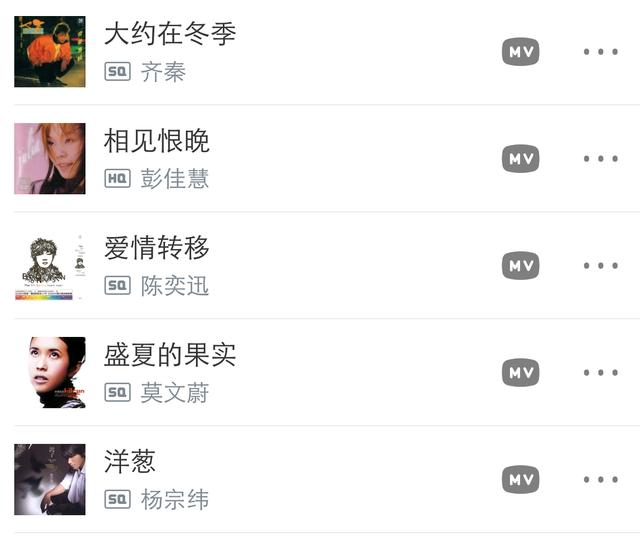 大约在冬季
MV
SQ 齐秦
相见恨晚
MV
HQ 彭佳慧
爱情转移
MV
SQ 陈奕迅
盛夏的果实
MV
SQ 莫文蔚
洋葱
MV
SQ 杨宗纬